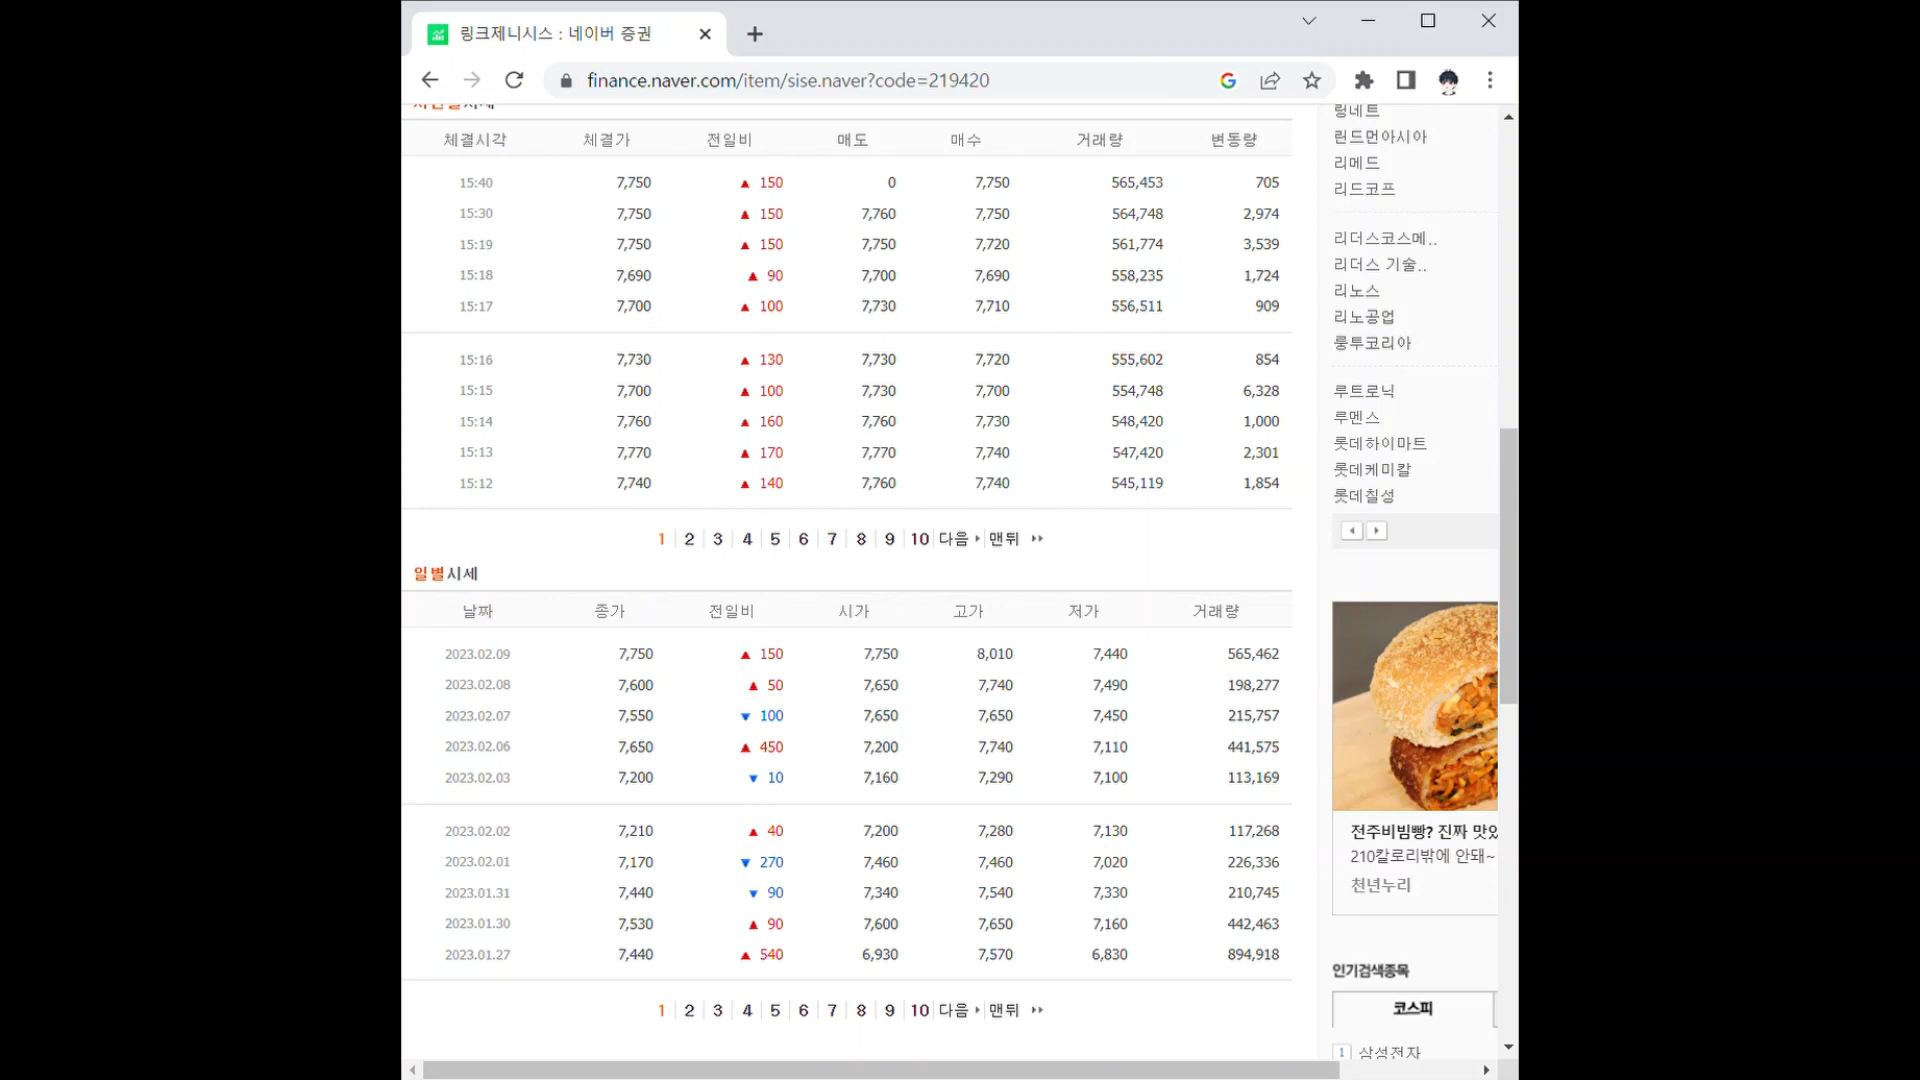 링크제니시스 : 네이버 증권
finance.naver.com/item/sise.naver?code=219420
체결시각 체결가 전일비 매도 매수 거래량 변동량
15:40 7,750 ▲ 150 0 7,750 565,453 705
15:30 7,750 ▲ 150 7,760 7,750 564,748 2,974
15:19 7,750 ▲ 150 7,750 7,720 561,774 3,539
15:18 7,690 ▲ 90 7,700 7,690 558,235 1,724
15:17 7,700 ▲ 100 7,730 7,710 556,511 909
15:16 7,730 ▲ 130 7,730 7,720 555,602 854
15:15 7,700 ▲ 100 7,730 7,700 554,748 6,328
15:14 7,760 ▲ 160 7,760 7,730 548,420 1,000
15:13 7,770 ▲ 170 7,770 7,740 547,420 2,301
15:12 7,740 ▲ 140 7,760 7,740 545,119 1,854
1 2 3 4 5 6 7 8 9 10 다음 맨뒤
일별시세
날짜 종가 전일비 시가 고가 저가 거래량
2023.02.09 7,750 ▲ 150 7,750 8,010 7,440 565,462
2023.02.08 7,600 ▲ 50 7,650 7,740 7,490 198,277
2023.02.07 7,550 ▼ 100 7,650 7,650 7,450 215,757
2023.02.06 7,650 ▲ 450 7,200 7,740 7,110 441,575
2023.02.03 7,200 ▼ 10 7,160 7,290 7,100 113,169
2023.02.02 7,210 ▲ 40 7,200 7,280 7,130 117,268
2023.02.01 7,170 ▼ 270 7,460 7,460 7,020 226,336
2023.01.31 7,440 ▼ 90 7,340 7,540 7,330 210,745
2023.01.30 7,530 ▲ 90 7,600 7,650 7,160 442,463
2023.01.27 7,440 ▲ 540 6,930 7,570 6,830 894,918
1 2 3 4 5 6 7 8 9 10 다음 맨뒤
링네트
린드먼아시아
리메드
리드코프
리더스코스메..
리더스 기술..
리노스
리노공업
룽투코리아
루트로닉
루멘스
롯데하이마트
롯데케미칼
롯데칠성
전주비빔빵? 진짜 맛있
210칼로리밖에 안돼~
천년누리
인기검색종목
코스피
1 삼성전자